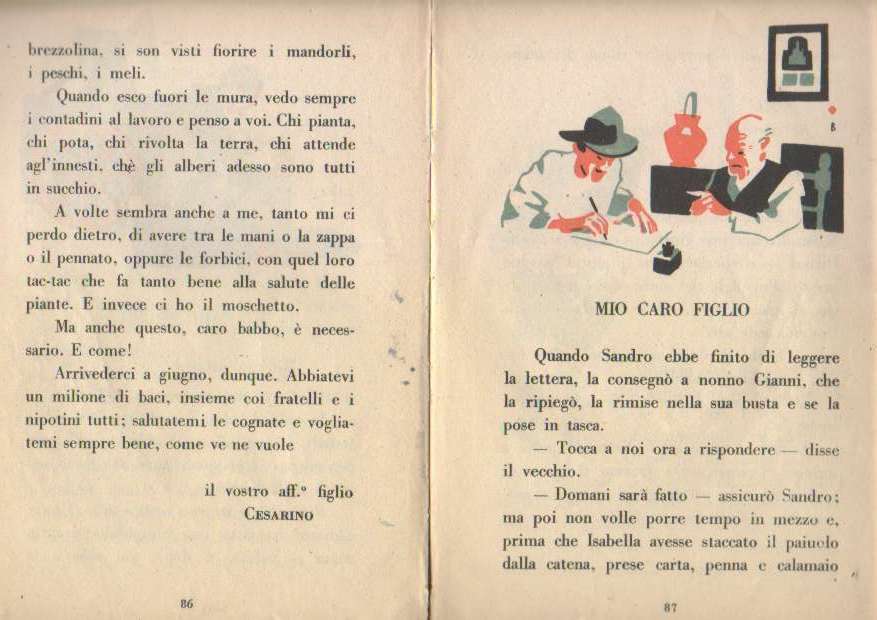 brezzolina, si son visti fiorire i mandorli,
i peschi, i meli.
Quando esco fuori le mura, vedo sempre
i contadini al lavoro e penso a voi. Chi pianta,
chi pota, chi rivolta la terra, chi attende
agl'innesti, chè gli alberi adesso sono tutti
in succhio.
A volte sembra anche a me, tanto mi ci
perdo dietro, di avere tra le mani o la zappa
o il pennato, oppure le forbici, con quel loro
tac-tac che fa tanto bene alla salute delle
piante. E invece ci ho il moschetto.
Ma anche questo, caro babbo, è neces-
sario. E come!
Arrivederci a giugno, dunque. Abbiatevi
un milione di baci, insieme coi fratelli e i
nipotini tutti; salutatemi le cognate e voglia-
temi sempre bene, come ve ne vuole
il vostro aff.º figlio
CESARINO
86
B
MIO CARO FIGLIO
Quando Sandro ebbe finito di leggere
la lettera, la consegnò a nonno Gianni, che
la ripiegò, la rimise nella sua busta e se la
pose in tasca.
— Tocca a noi ora a rispondere — disse
il vecchio.
— Domani sarà fatto — assicurò Sandro;
ma poi non volle porre tempo in mezzo e,
prima che Isabella avesse staccato il paiuolo
dalla catena, prese carta, penna e calamaio
87